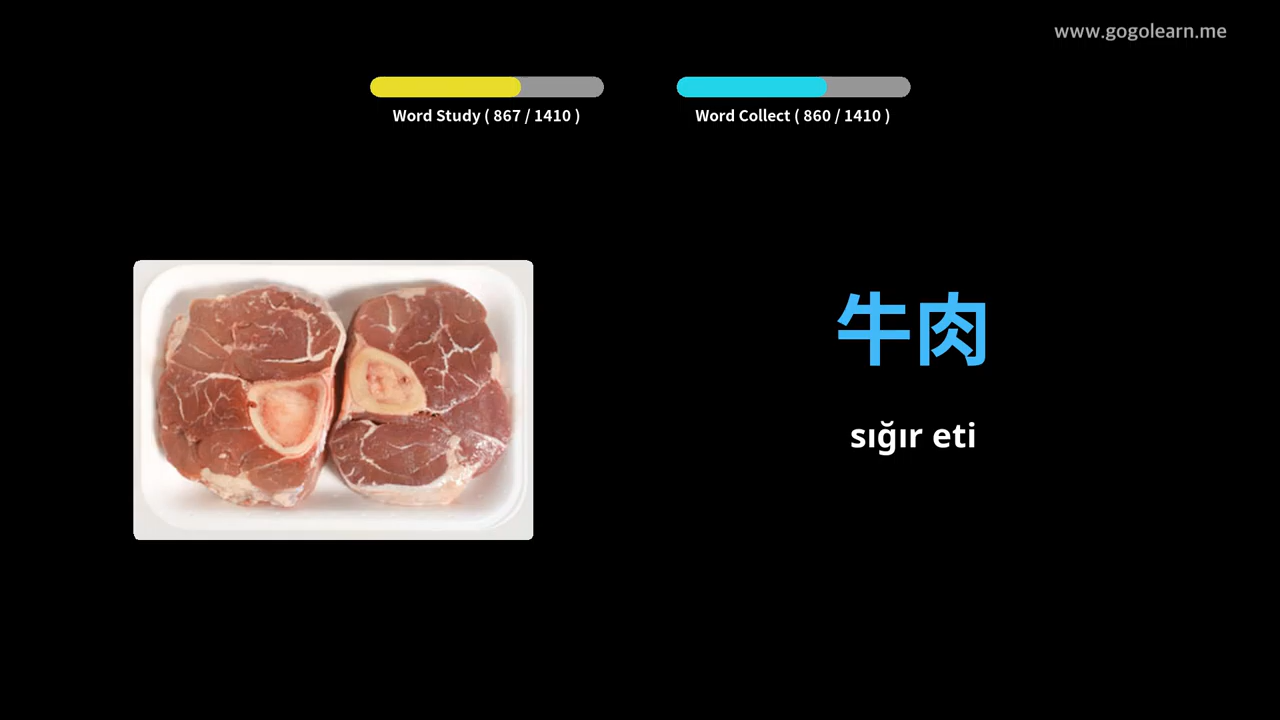 www.gogolearn.me
Word Study ( 867 / 1410 )
Word Collect ( 860 / 1410 )
牛肉
sığır eti